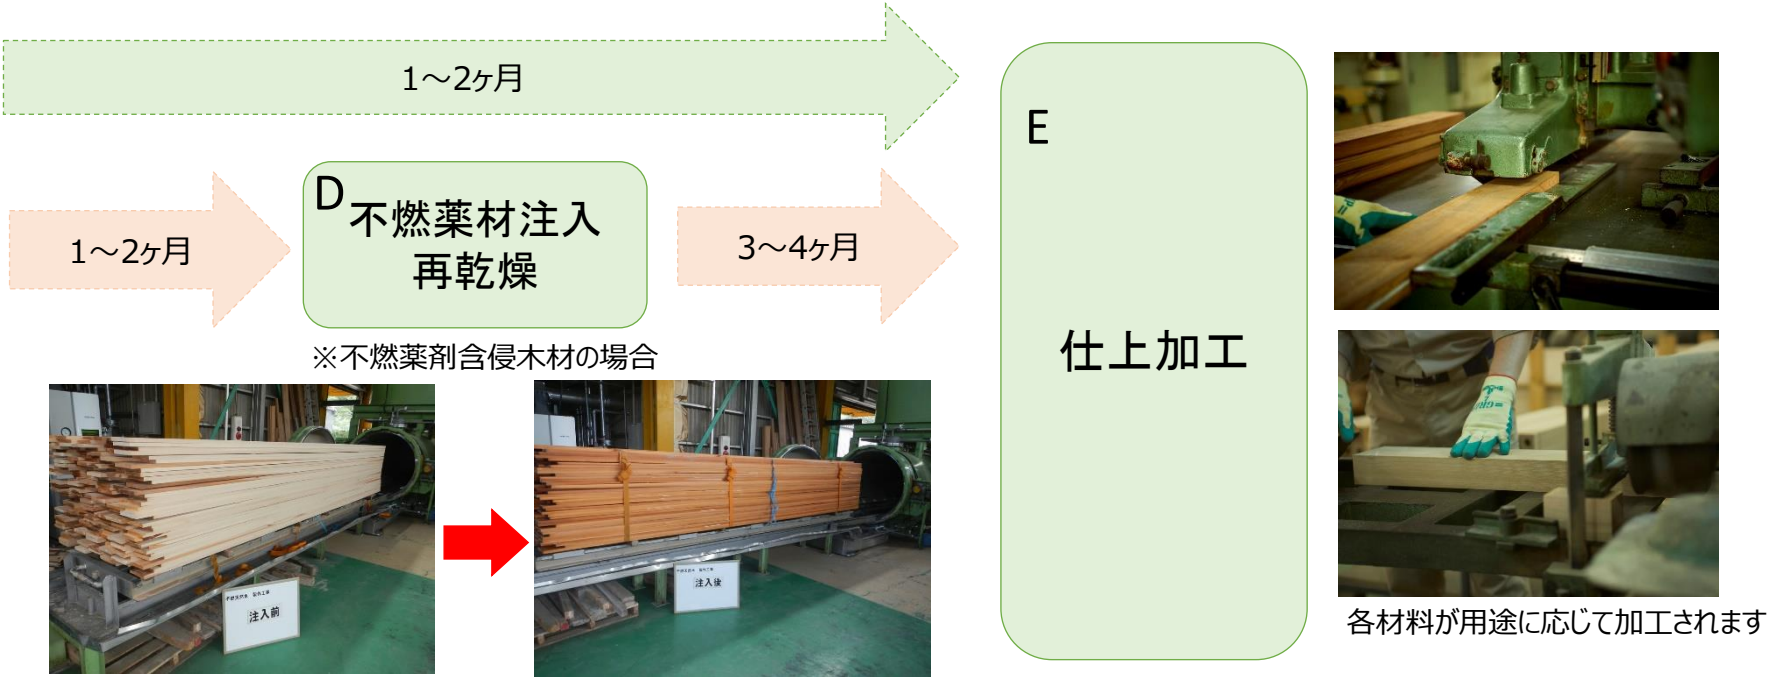 1～2ヶ月
E
D
不燃薬材注入
再乾燥
1～2ヶ月
3～4ヶ月
仕上加工
※不燃薬剤含侵木材の場合
注入前
注入後
各材料が用途に応じて加工されます